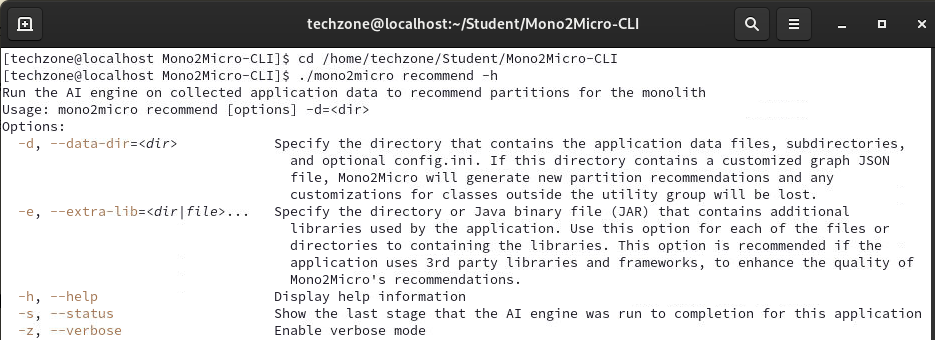 techzone@localhost:~/Student/Mono2Micro-CLI
[techzone@localhost Mono2Micro-CLI]$ cd /home/techzone/Student/Mono2Micro-CLI
[techzone@localhost Mono2Micro-CLI]$ ./mono2micro recommend -h
Run the AI engine on collected application data to recommend partitions for the monolith
Usage: mono2micro recommend [options] -d=<dir>
Options:
-d, --data-dir=<dir> Specify the directory that contains the application data files, subdirectories,
and optional config.ini. If this directory contains a customized graph JSON
file, Mono2Micro will generate new partition recommendations and any
customizations for classes outside the utility group will be lost.
-e, --extra-lib=<dir|file>... Specify the directory or Java binary file (JAR) that contains additional
libraries used by the application. Use this option for each of the files or
directories to containing the libraries. This option is recommended if the
application uses 3rd party libraries and frameworks, to enhance the quality of
Mono2Micro's recommendations.
-h, --help Display help information
-s, --status Show the last stage that the AI engine was run to completion for this application
-z, --verbose Enable verbose mode